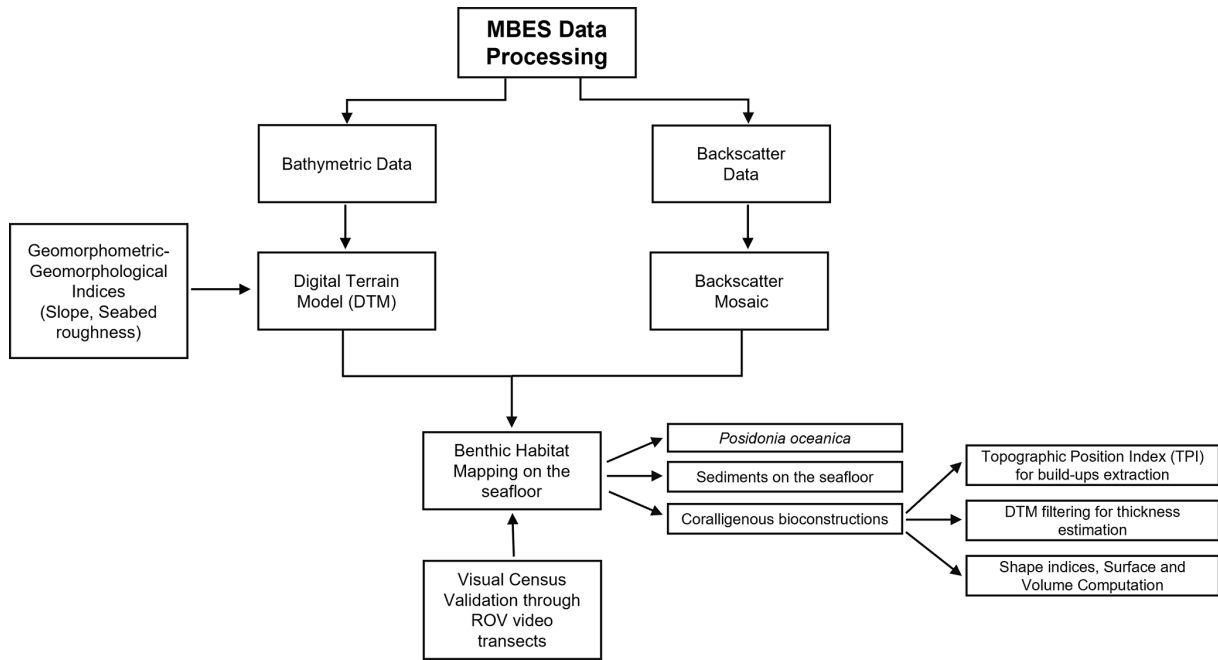 MBES Data
Processing
Bathymetric Data
Backscatter
Data
Geomorphometric-
Geomorphological
Indices
(Slope, Seabed
roughness)
Digital Terrain
Model (DTM)
Backscatter
Mosaic
Benthic Habitat
Mapping on the
seafloor
Posidonia oceanica
Sediments on the seafloor
Coralligenous bioconstructions
Topographic Position Index (TPI)
for build-ups extraction
DTM filtering for thickness
estimation
Shape indices, Surface and
Volume Computation
Visual Census
Validation through
ROV video
transects